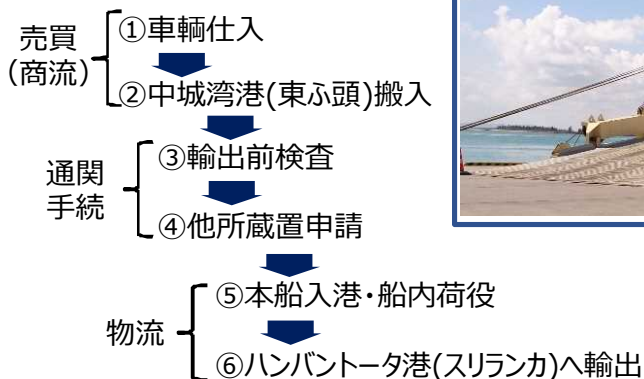 売買
(商流)
①車輌仕入
②中城湾港(東ふ頭)搬入
通関
手続
③輸出前検査
④他所蔵置申請
物流
⑤本船入港・船内荷役
⑥ハンバントータ港(スリランカ)へ輸出